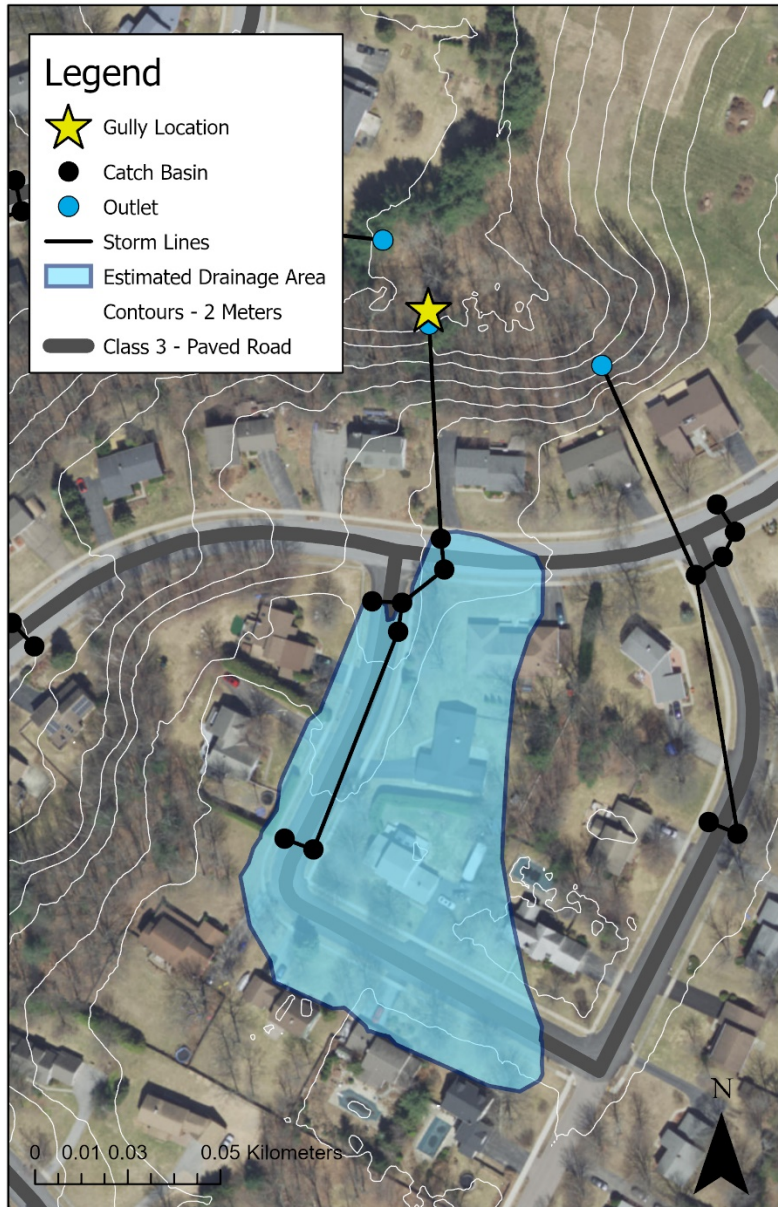 Legend
Gully Location
Catch Basin
Outlet
Storm Lines
Estimated Drainage Area
Contours - 2 Meters
Class 3 - Paved Road
N
0 0.01 0.03 0.05 Kilometers